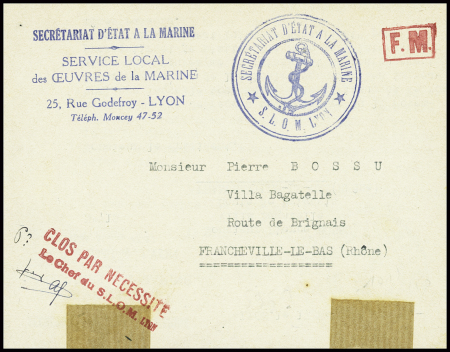 SECRÉTARIAT D'ÉTAT A LA MARINE
SERVICE LOCAL
des ŒUVRES de la MARINE
25, Rue Godefroy - LYON
Téléph. Moncey 47-52
SECRETARIAT D'ETAT A LA MARINE
★ S. L. O. M. LYON ★
F. M.
Monsieur Pierre B O S S U
Villa Bagatelle
Route de Brignais
FRANCHEVILLE-LE-BAS (Rhône)
CLOS PAR NECESSITE
Le Chef du S.L.O.M. LYON